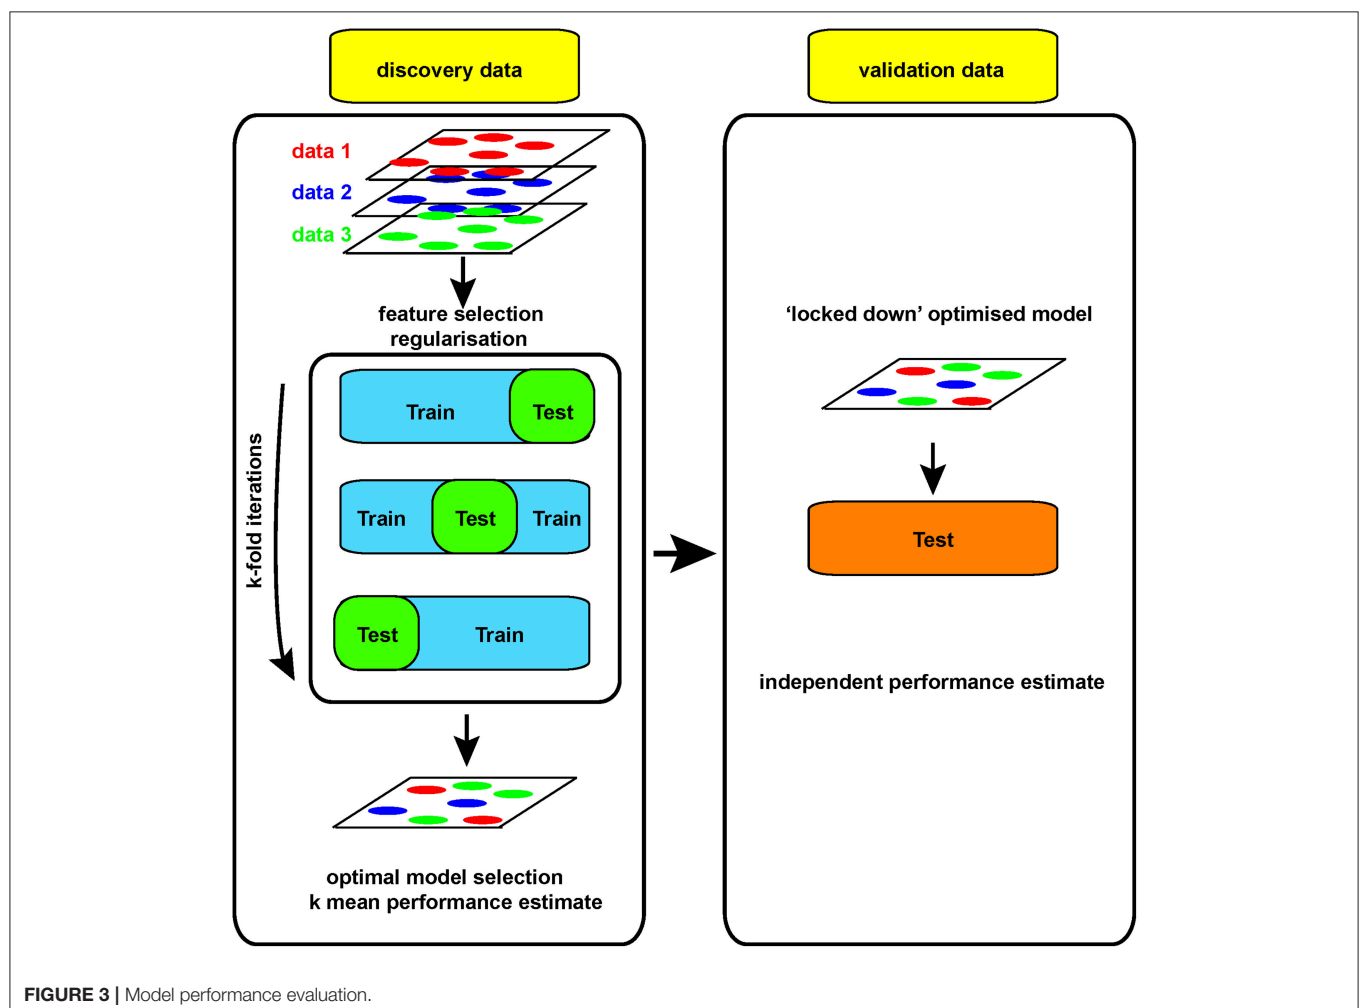 discovery data
data 1
data 2
data 3
feature selection
regularisation
k-fold iterations
Train Test
Train Test Train
Test Train
optimal model selection
k mean performance estimate
validation data
‘locked down’ optimised model
Test
independent performance estimate
FIGURE 3 | Model performance evaluation.